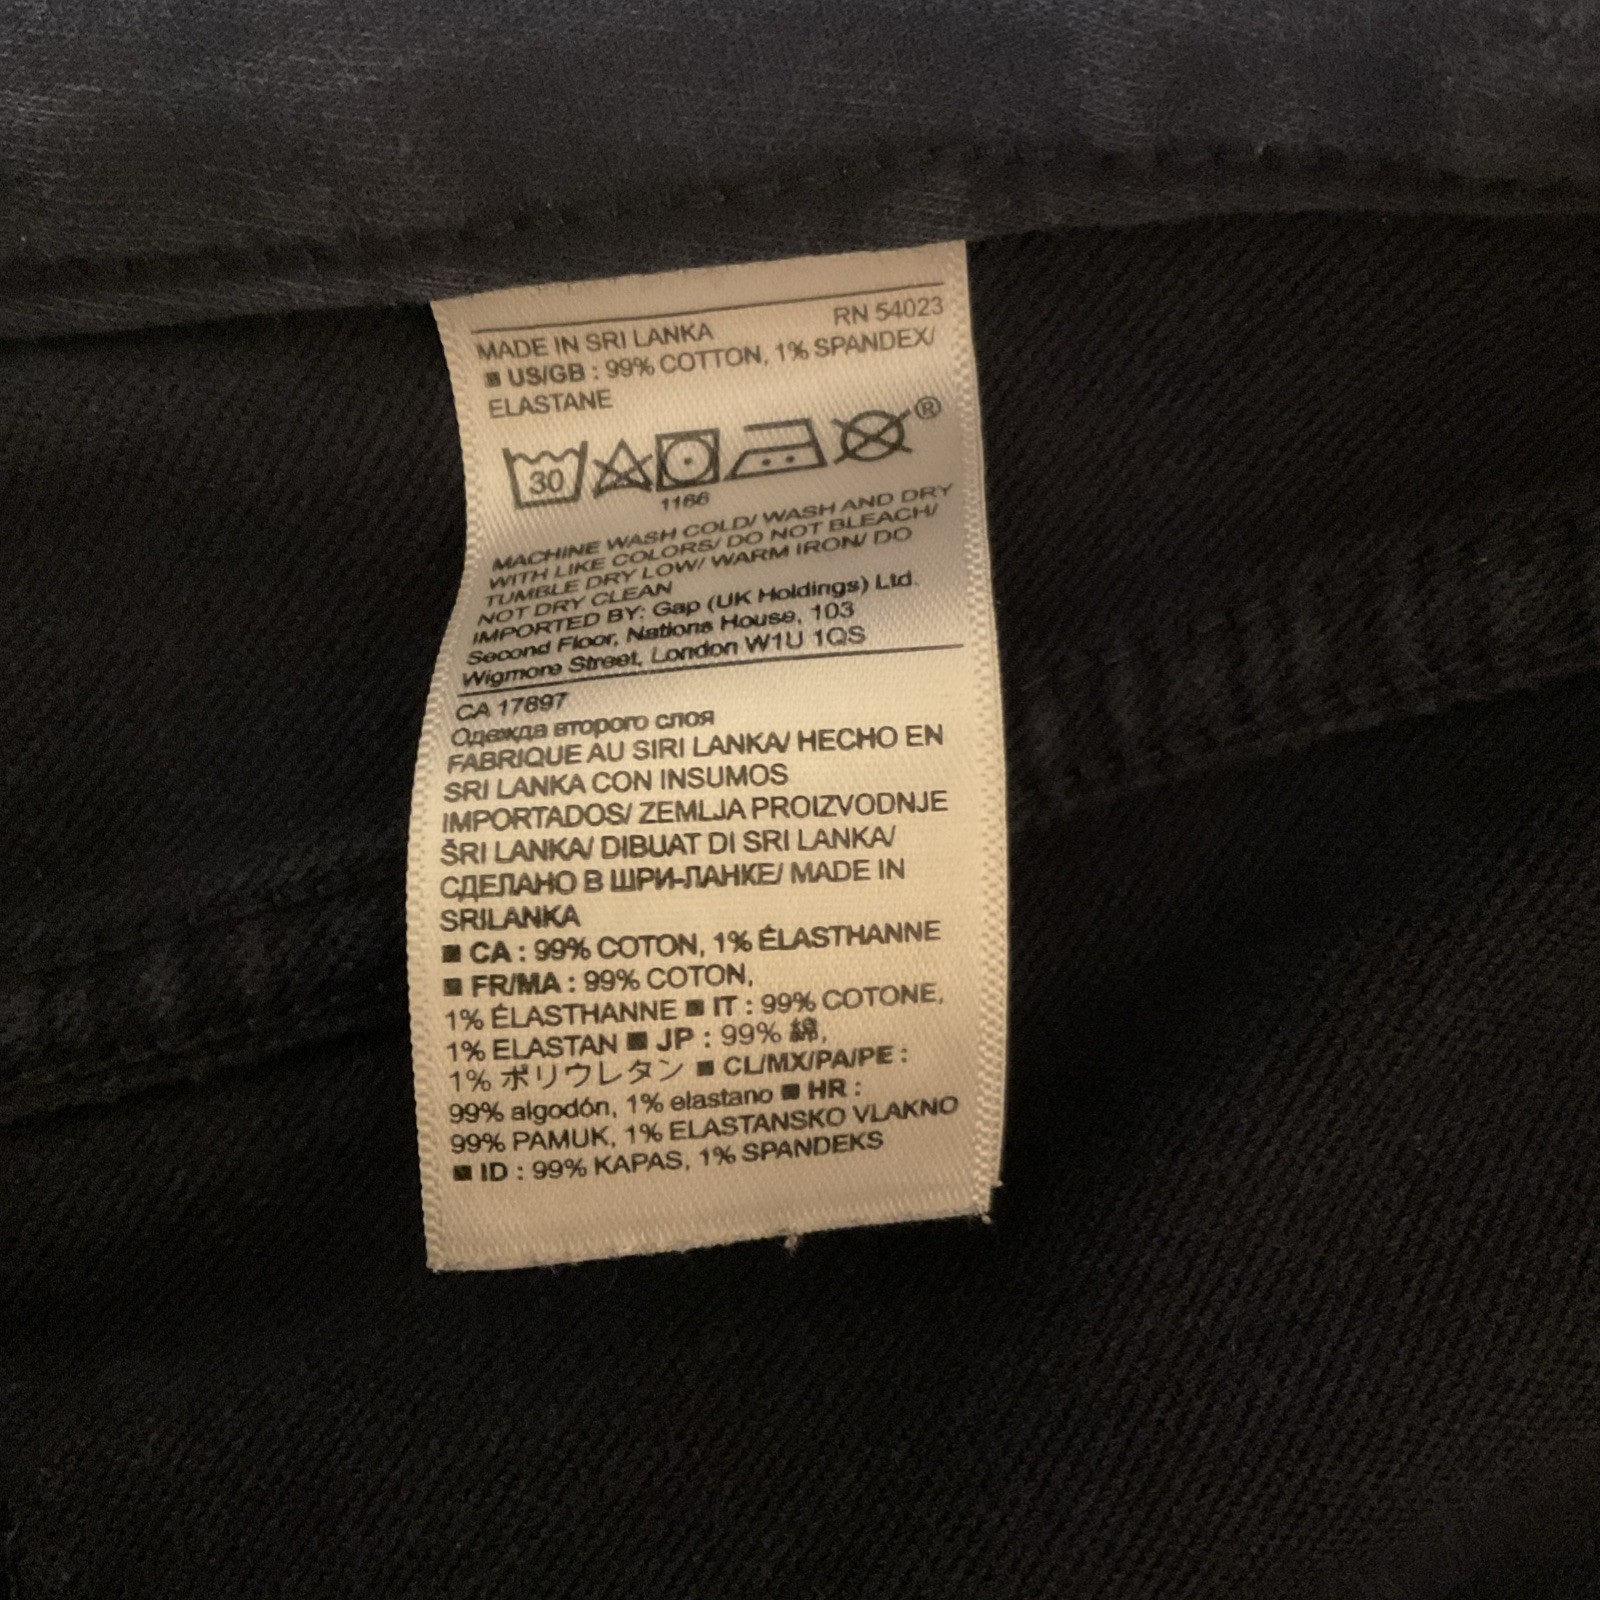 MADE IN SRI LANKA RN 54023
■ US/GB : 99% COTTON, 1% SPANDEX/
ELASTANE
30 ®
1166
MACHINE WASH COLD/ WASH AND DRY
WITH LIKE COLORS/ DO NOT BLEACH/
TUMBLE DRY LOW/ WARM IRON/ DO
NOT DRY CLEAN
IMPORTED BY: Gap (UK Holdings) Ltd.
Second Floor, Nations House, 103
Wigmore Street, London W1U 1QS
CA 17897
Одежда второго слоя
FABRIQUE AU SIRI LANKA/ HECHO EN
SRI LANKA CON INSUMOS
IMPORTADOS/ ZEMLJA PROIZVODNJE
ŠRI LANKA/ DIBUAT DI SRI LANKA/
СДЕЛАНО В ШРИ-ЛАНКЕ/ MADE IN
SRILANKA
■ CA : 99% COTON, 1% ÉLASTHANNE
■ FR/MA : 99% COTON,
1% ÉLASTHANNE ■ IT : 99% COTONE,
1% ELASTAN ■ JP : 99% 綿,
1% ポリウレタン ■ CL/MX/PA/PE :
99% algodón, 1% elastano ■ HR :
99% PAMUK, 1% ELASTANSKO VLAKNO
■ ID : 99% KAPAS, 1% SPANDEKS